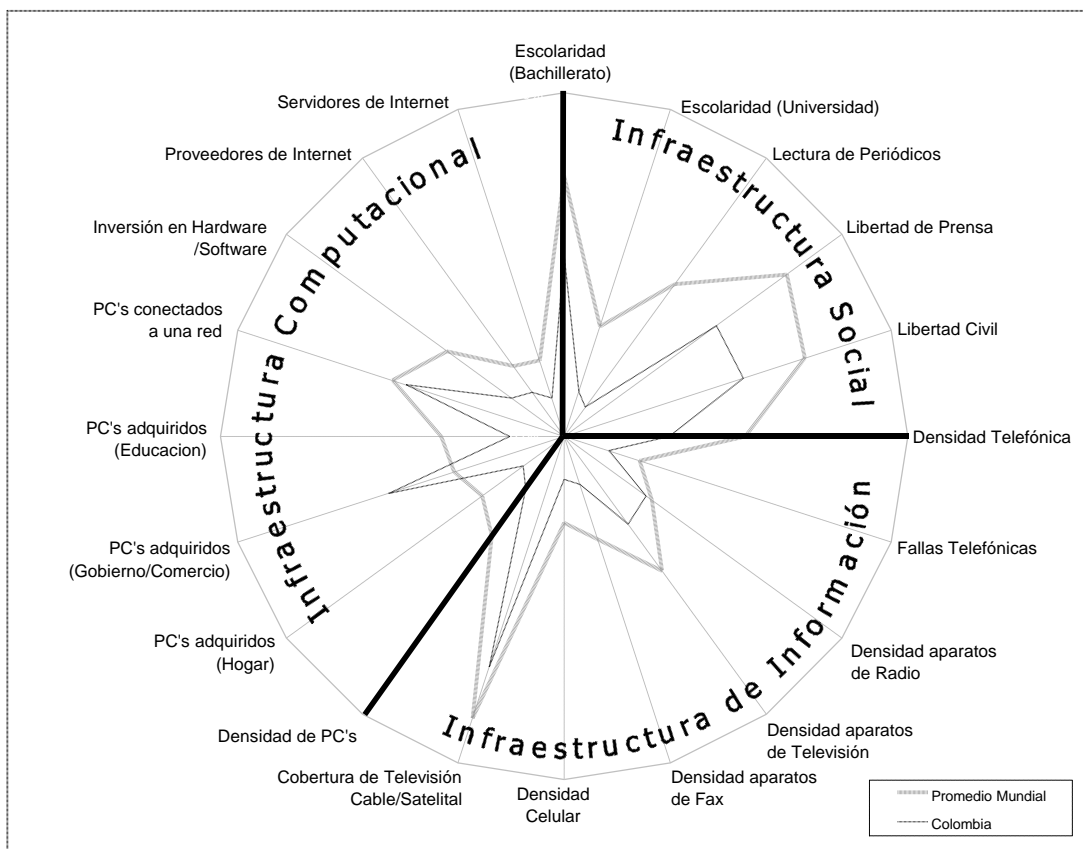 Escolaridad
(Bachillerato)
Servidores de Internet
Escolaridad (Universidad)
Proveedores de Internet
Lectura de Periódicos
Inversión en Hardware
/Software
Libertad de Prensa
PC's conectados
a una red
Libertad Civil
PC's adquiridos
(Educacion)
Densidad Telefónica
PC's adquiridos
(Gobierno/Comercio)
Fallas Telefónicas
PC's adquiridos
(Hogar)
Densidad aparatos
de Radio
Densidad de PC's
Densidad aparatos
de Televisión
Cobertura de Televisión
Cable/Satelital
Densidad
Celular
Densidad aparatos
de Fax
Infraestructura Computacional
Infraestructura Social
Infraestructura de Información
Promedio Mundial
Colombia